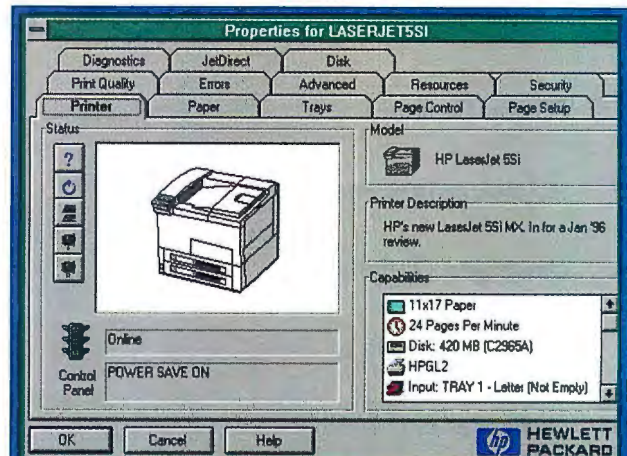 Properties for LASERJET5SI
Diagnostics JetDirect Disk
Print Quality Errors Advanced Resources Security
Printer Paper Trays Page Control Page Setup
Status
?
Online
Control Panel
POWER SAVE ON
Model
HP LaserJet 5Si
Printer Description
HP's new LaserJet 5Si MX. In for a Jan '96
review.
Capabilities
11x17 Paper
24 Pages Per Minute
Disk: 420 MB (C2965A)
HPGL2
Input: TRAY 1 - Letter (Not Empty)
OK Cancel Help
hp HEWLETT
PACKARD